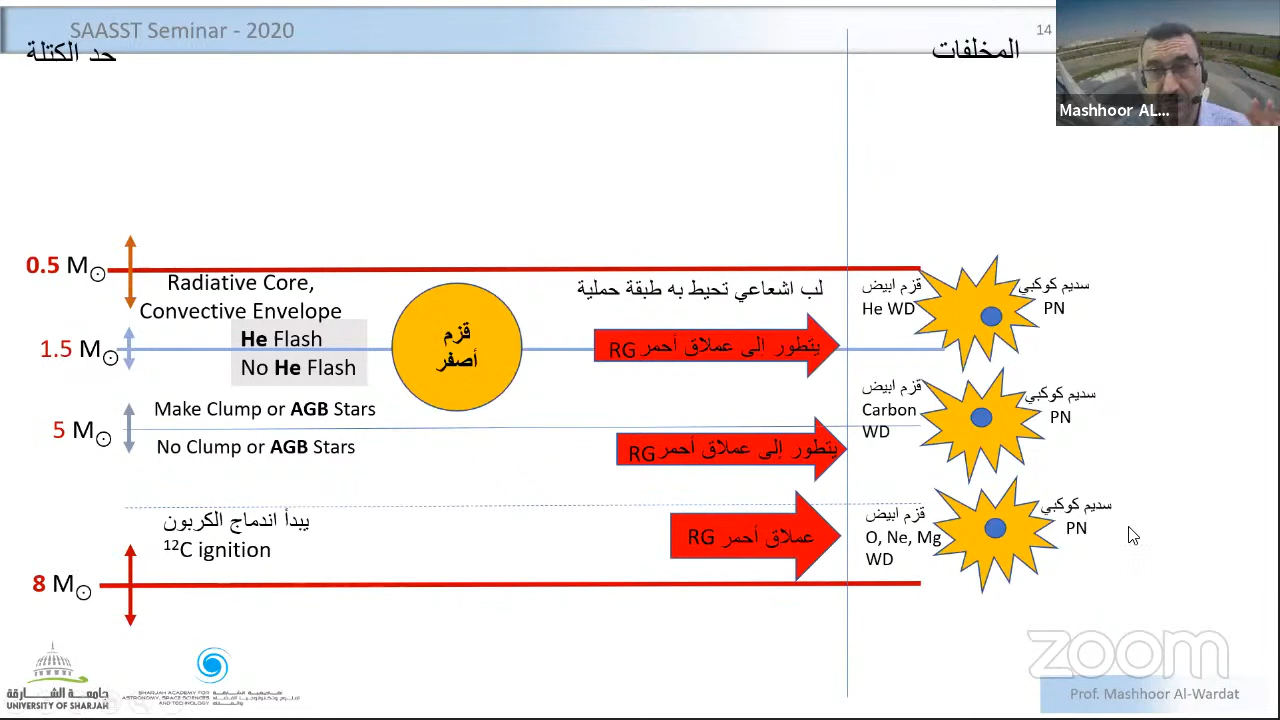 SAASST Seminar - 2020
14
حد الكتلة
المخلفات
Mashhoor AL...
0.5 M⊙
Radiative Core,
Convective Envelope
لب اشعاعي تحيط به طبقة حملية
قزم ابيض
He WD
سديم كوكبي
PN
He Flash
1.5 M⊙
No He Flash
قزم
أصفر
يتطور الى عملاق أحمر RG
Make Clump or AGB Stars
5 M⊙
No Clump or AGB Stars
يتطور إلى عملاق أحمر RG
قزم ابيض
Carbon
WD
سديم كوكبي
PN
يبدأ اندماج الكربون
¹²C ignition
عملاق أحمر RG
قزم ابيض
O, Ne, Mg
WD
سديم كوكبي
PN
8 M⊙
جامعة الشارقة
UNIVERSITY OF SHARJAH
SHARJAH ACADEMY FOR
ASTRONOMY, SPACE SCIENCES
AND TECHNOLOGY
zoom
Prof. Mashhoor Al-Wardat